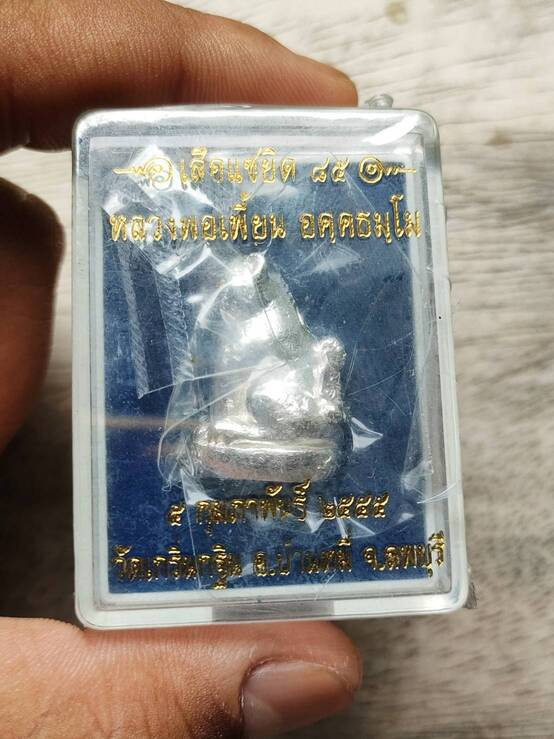 เสือแซยิด ๘๕
หลวงพ่อเพี้ยน อคฺคธมฺโม
๕ กุมภาพันธ์ ๒๕๕๕
วัดเกริ่นกฐิน อ.บ้านหมี่ จ.ลพบุรี